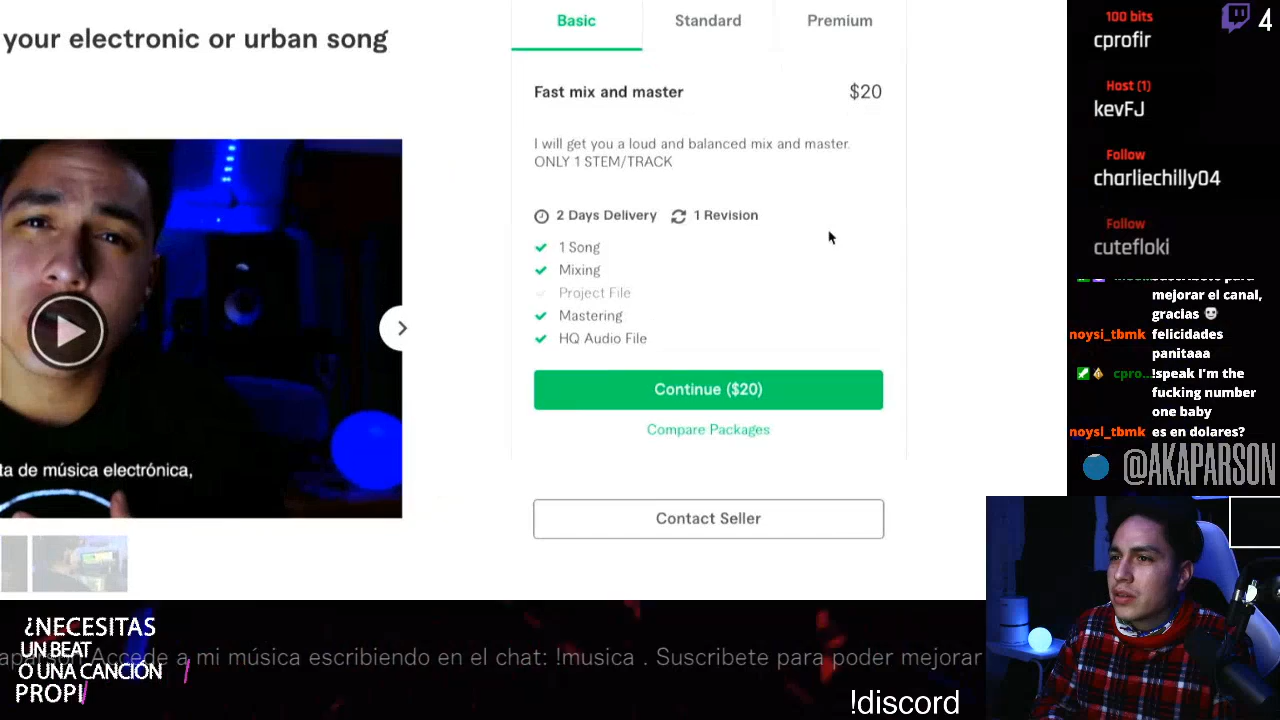 your electronic or urban song
Basic
Standard
Premium
Fast mix and master
$20
I will get you a loud and balanced mix and master.
ONLY 1 STEM/TRACK
2 Days Delivery
1 Revision
1 Song
Mixing
Project File
Mastering
HQ Audio File
Continue ($20)
Compare Packages
Contact Seller
ta de música electrónica,
100 bits
cprofir
4
Host (1)
kevFJ
Follow
charliechilly04
Follow
cutefloki
mejorar el canal,
gracias
noysi_tbmk felicidades
panitaaa
cpro... !speak I'm the
fucking number
one baby
noysi_tbmk es en dolares?
@AKAPARSON
¿NECESITAS
UN BEAT
O UNA CANCIÓN
PROPI
aparson Accede a mi música escribiendo en el chat: !musica . Suscribete para poder mejorar
!discord